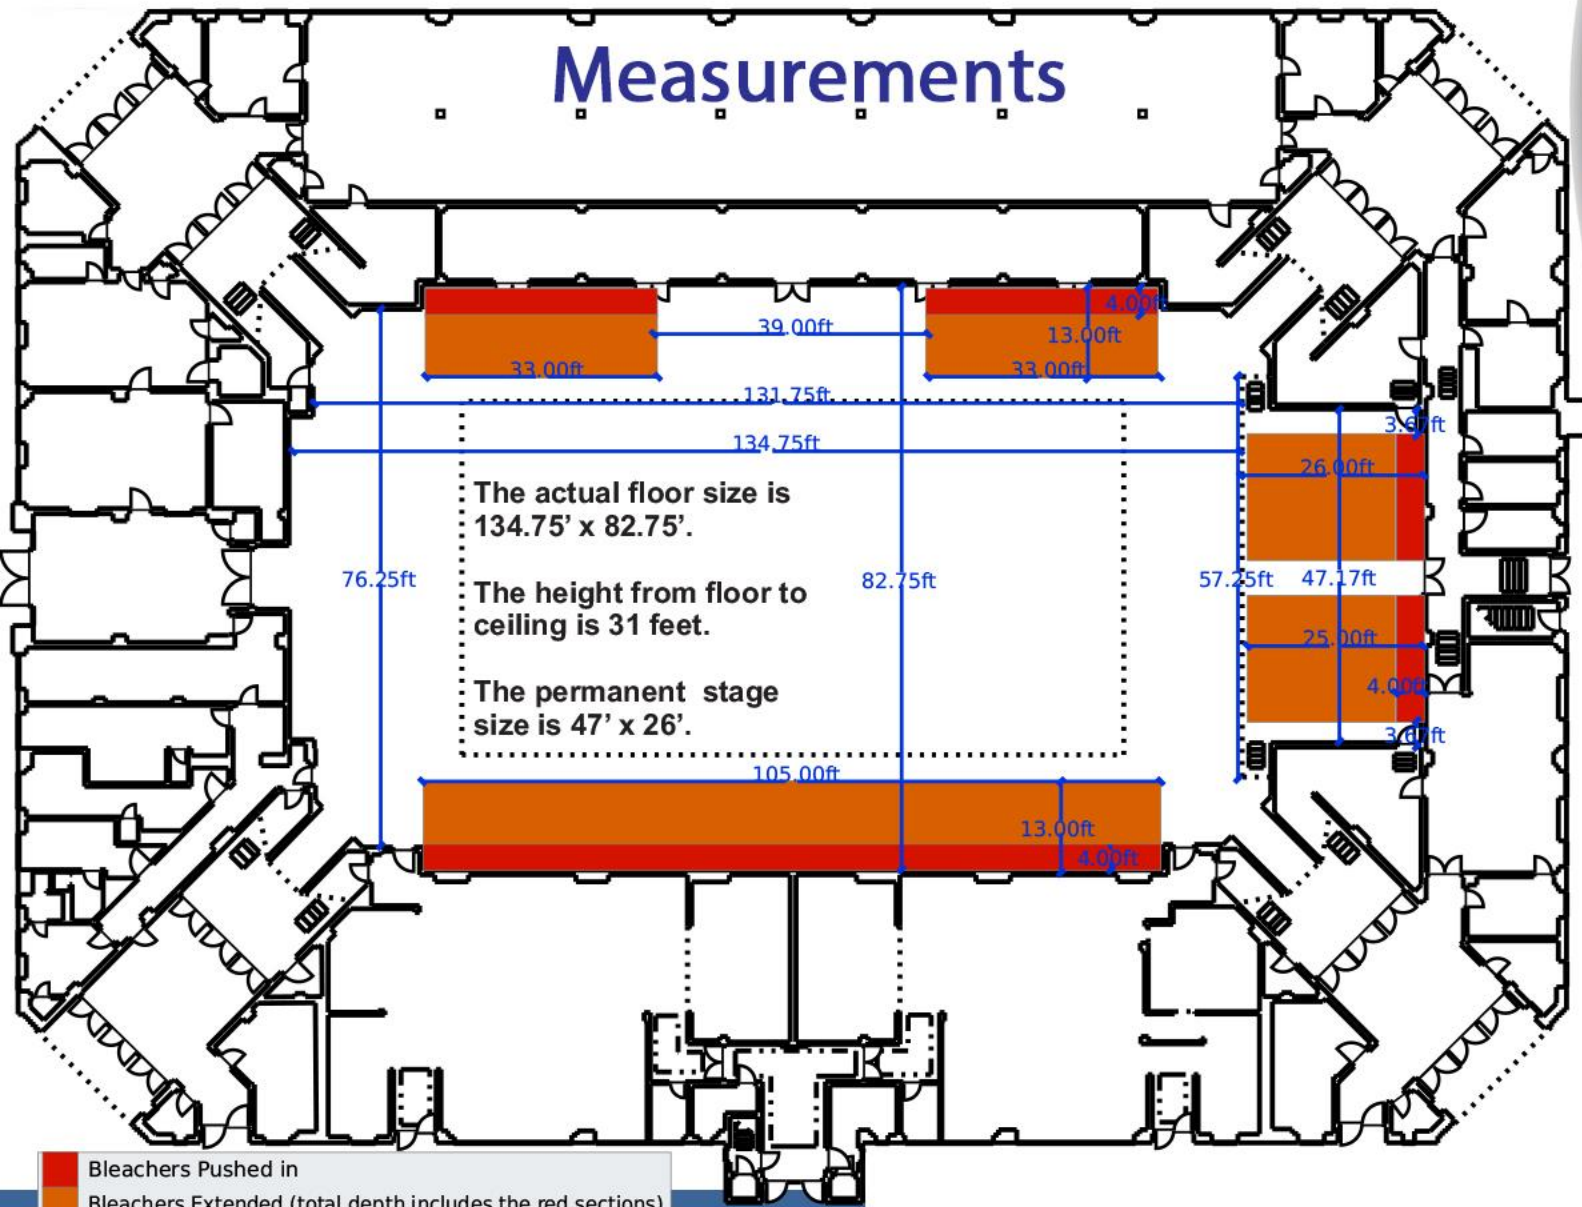 Measurements
4.00ft
39.00ft
13.00ft
33.00ft
33.00ft
131.75ft
134.75ft
3.67ft
26.00ft
The actual floor size is
134.75’ x 82.75’.
76.25ft
82.75ft
57.25ft
47.17ft
The height from floor to
ceiling is 31 feet.
25.00ft
The permanent stage
size is 47’ x 26’.
4.00ft
3.67ft
105.00ft
13.00ft
4.00ft
Bleachers Pushed in
Bleachers Extended (total depth includes the red sections)